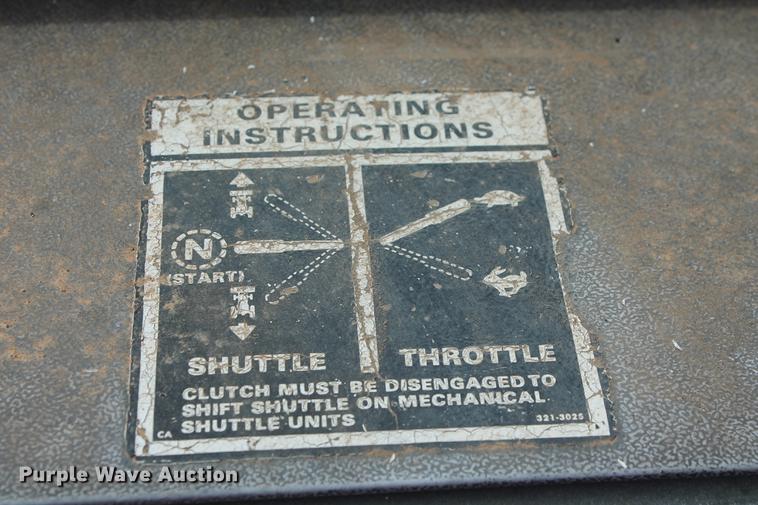 OPERATING
INSTRUCTIONS
N
(START)
SHUTTLE
THROTTLE
CLUTCH MUST BE DISENGAGED TO
SHIFT SHUTTLE ON MECHANICAL
SHUTTLE UNITS
CA
321-3025
Purple Wave Auction